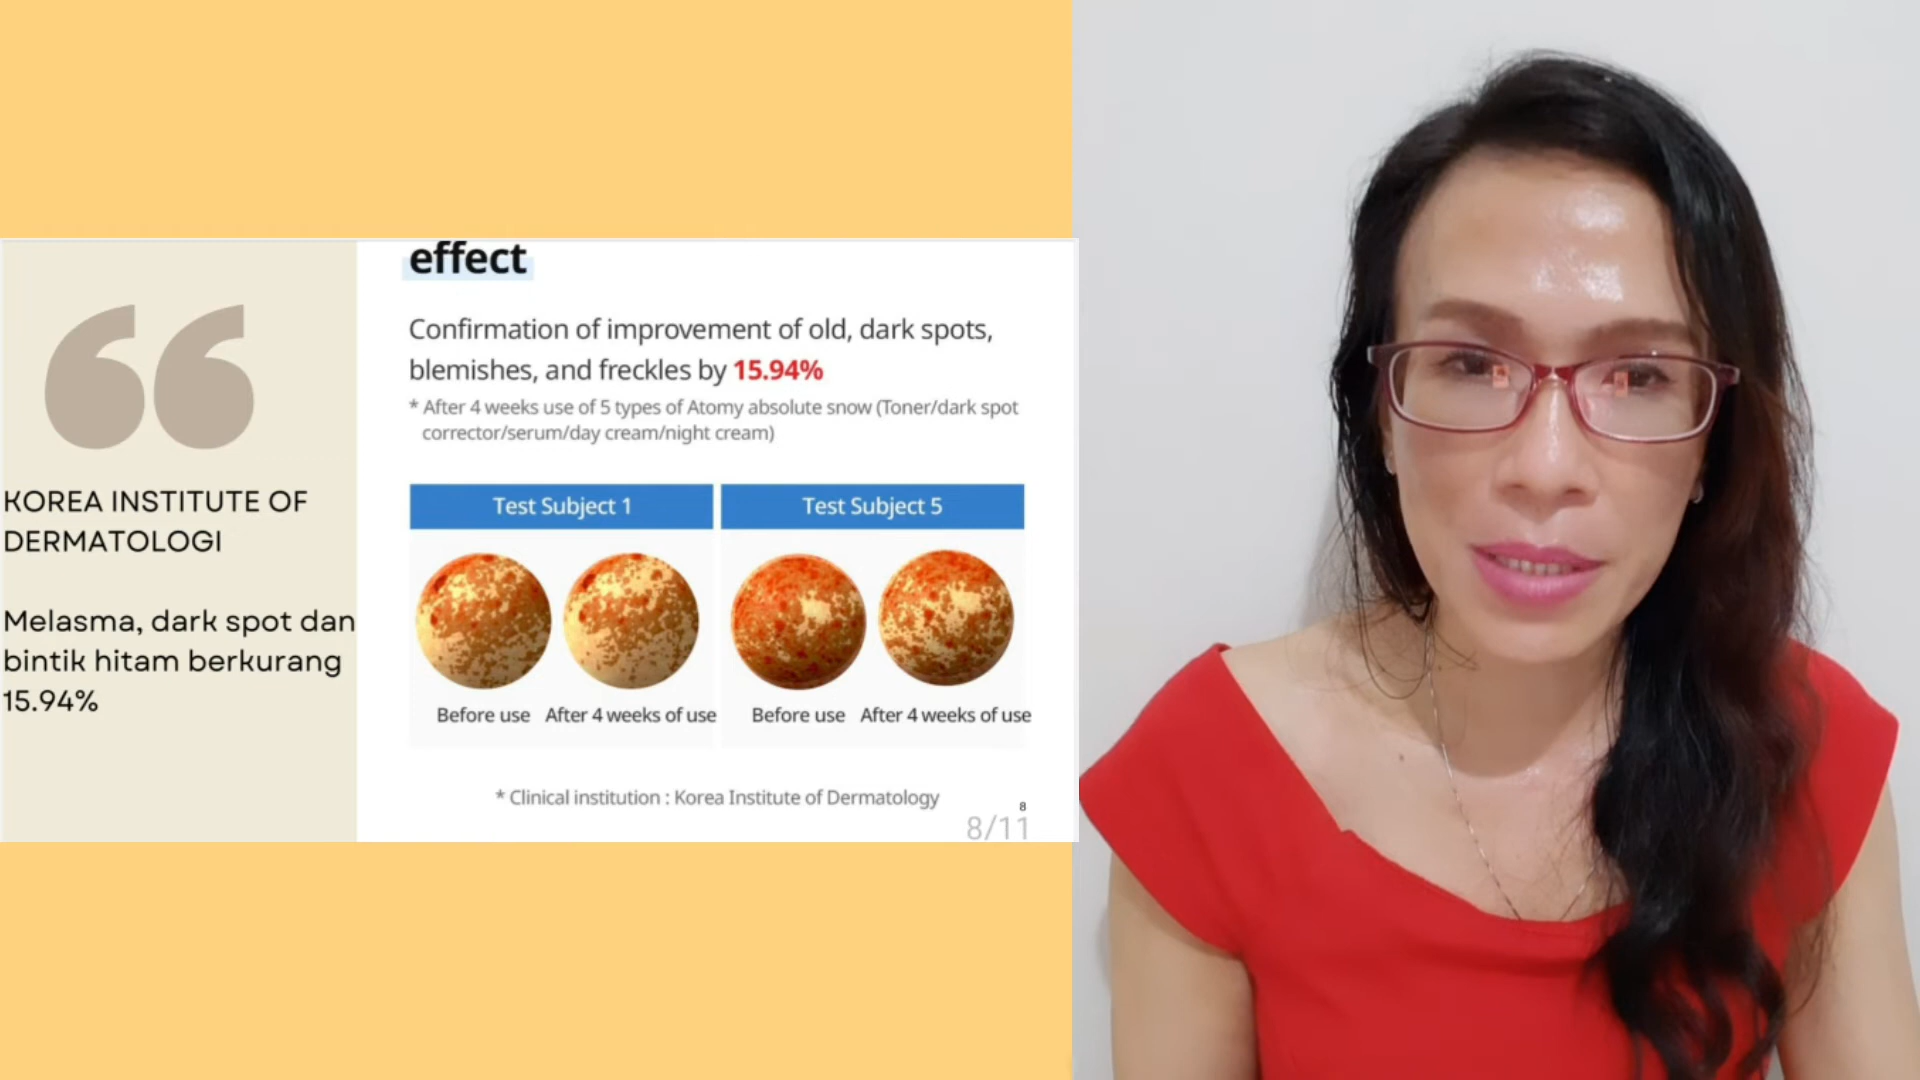 KOREA INSTITUTE OF
DERMATOLOGI
Melasma, dark spot dan
bintik hitam berkurang
15.94%
effect
Confirmation of improvement of old, dark spots,
blemishes, and freckles by 15.94%
* After 4 weeks use of 5 types of Atomy absolute snow (Toner/dark spot
corrector/serum/day cream/night cream)
Test Subject 1
Test Subject 5
Before use
After 4 weeks of use
Before use
After 4 weeks of use
* Clinical institution : Korea Institute of Dermatology
8
8/11